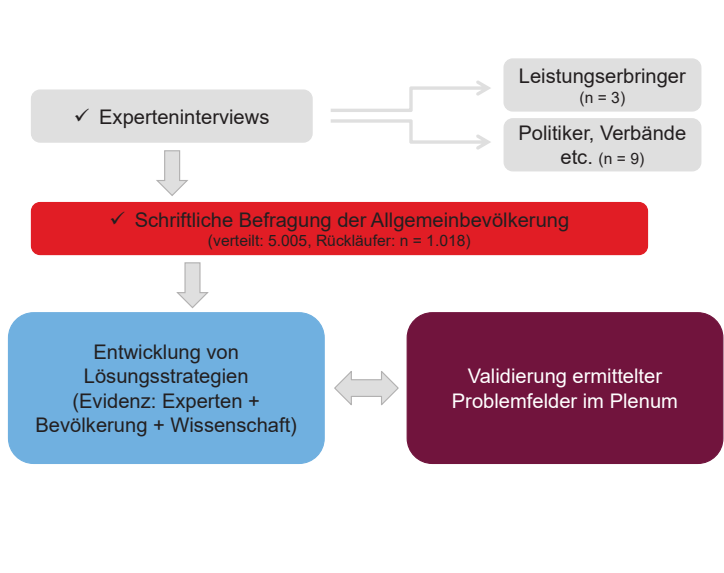 ✓ Experteninterviews
Leistungserbringer
(n = 3)
Politiker, Verbände
etc. (n = 9)
✓ Schriftliche Befragung der Allgemeinbevölkerung
(verteilt: 5.005, Rückläufer: n = 1.018)
Entwicklung von
Lösungsstrategien
(Evidenz: Experten +
Bevölkerung + Wissenschaft)
Validierung ermittelter
Problemfelder im Plenum